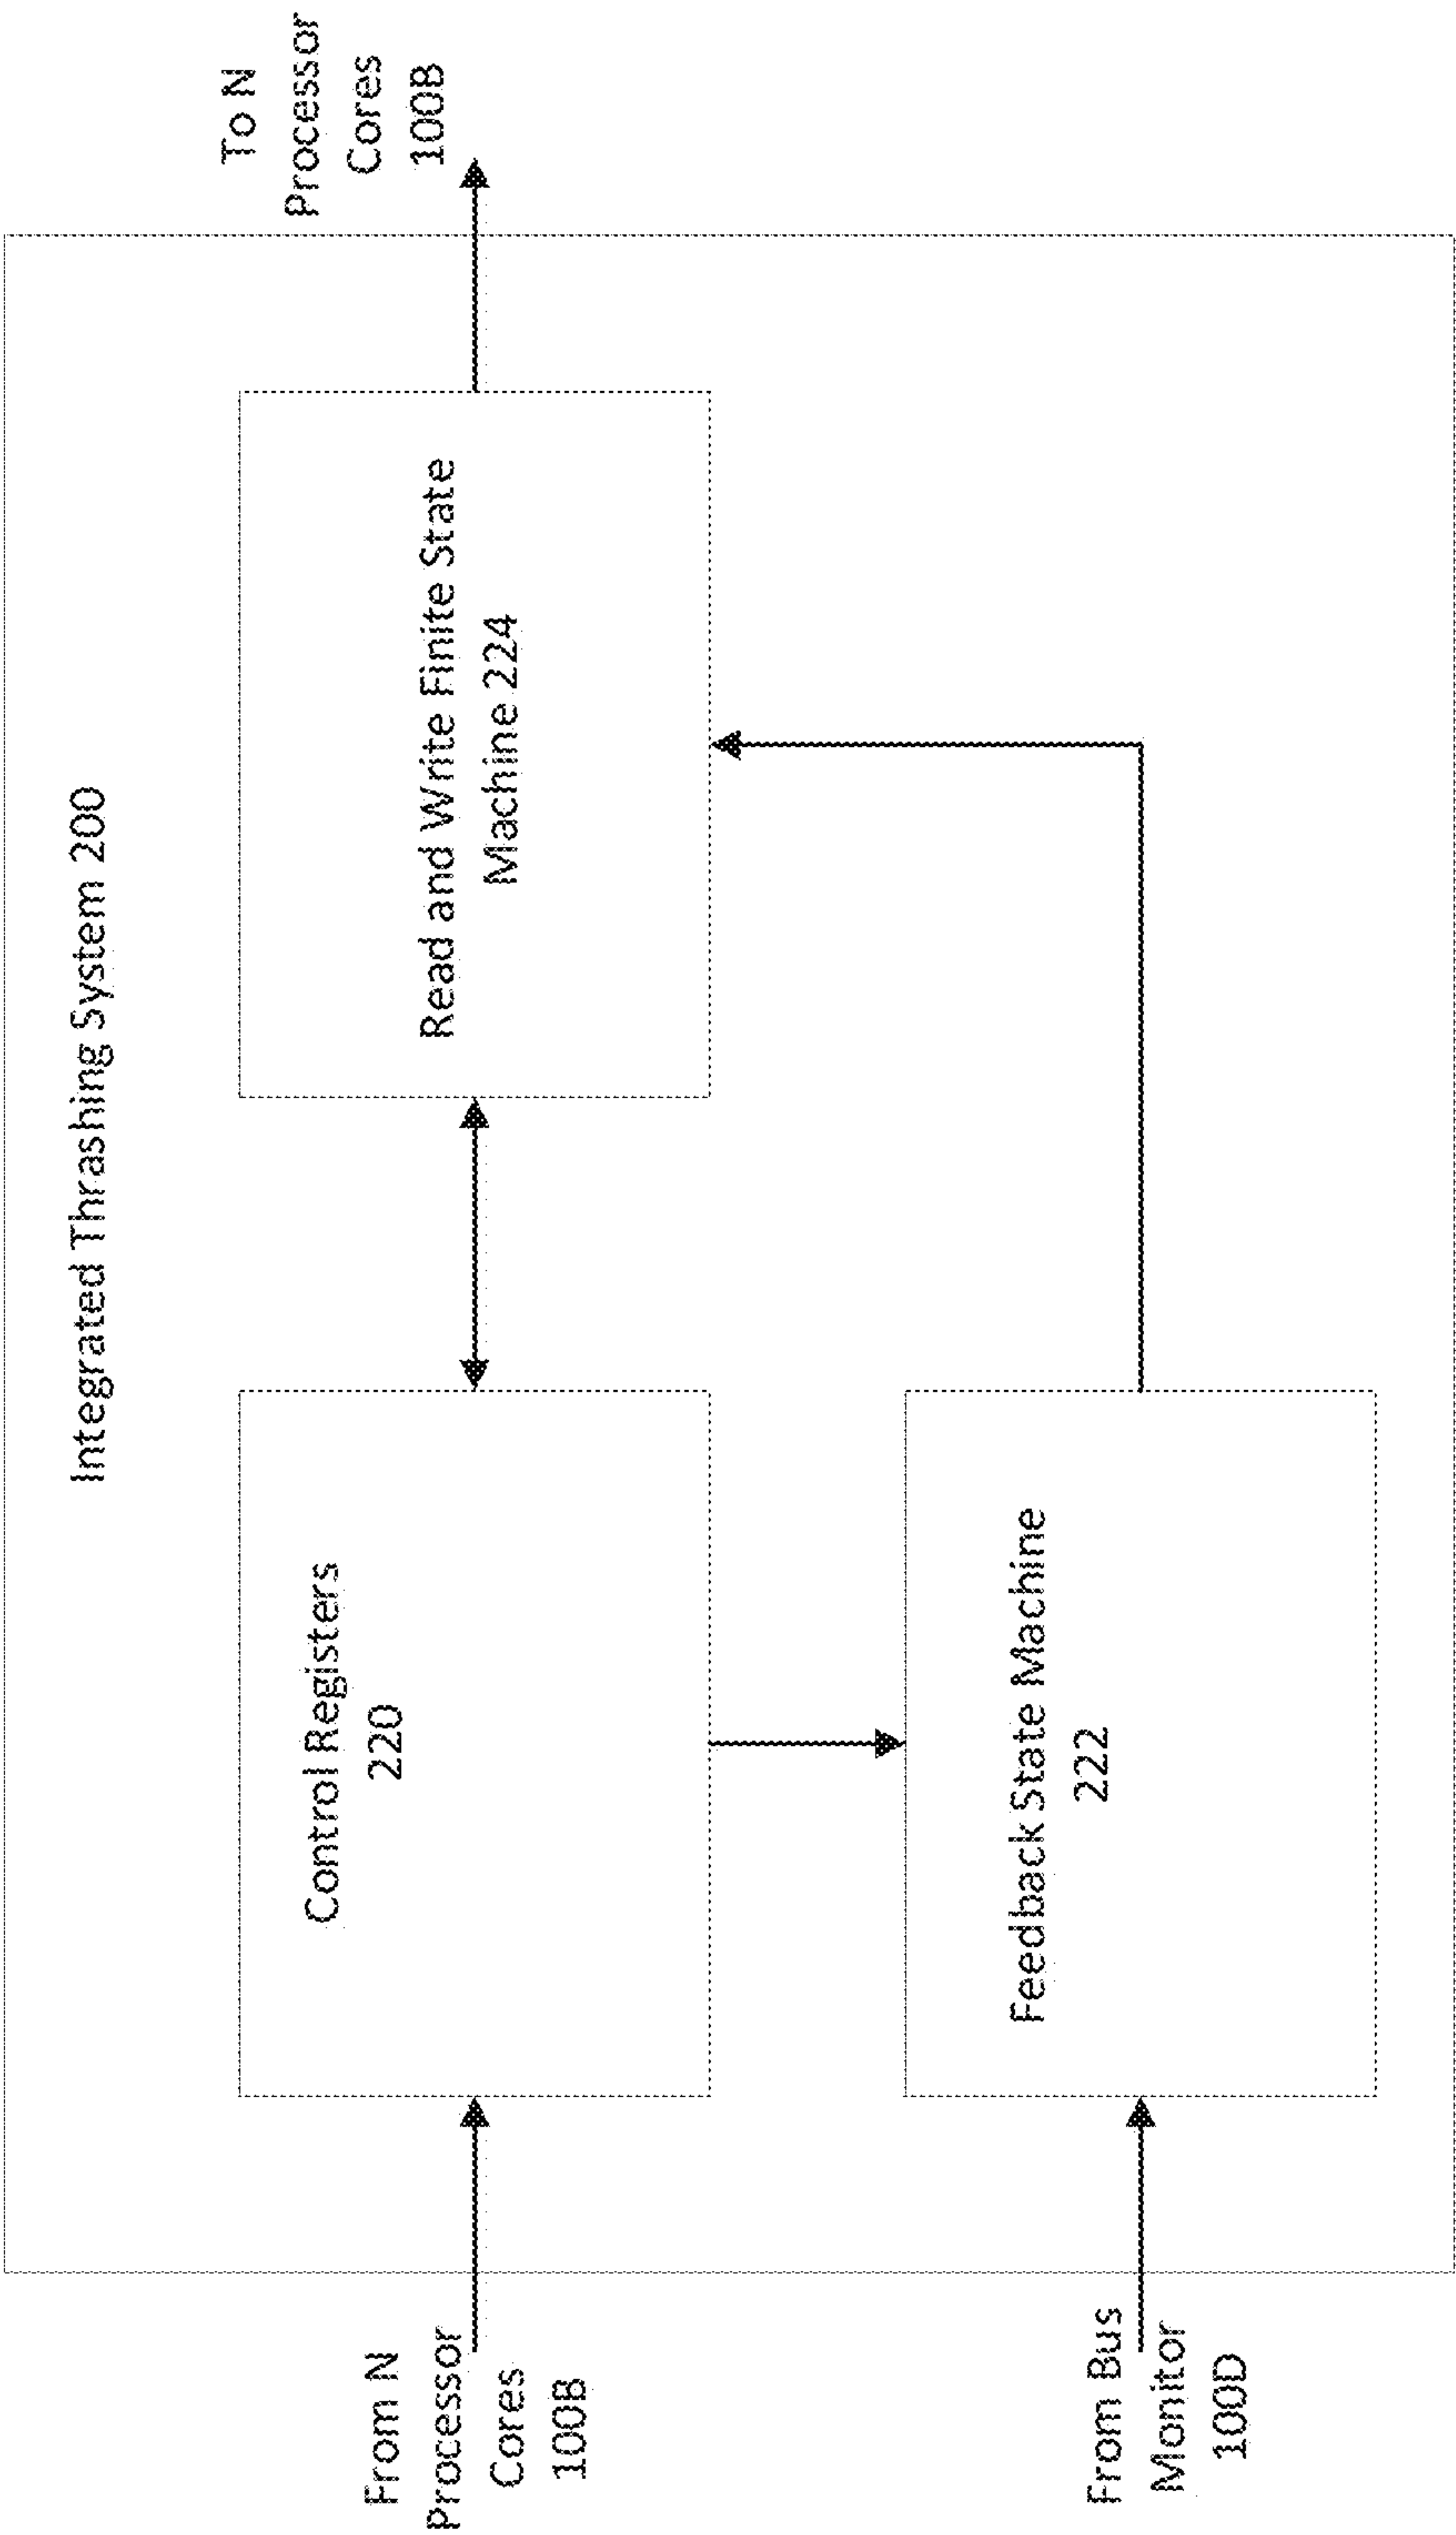 Integrated Thrashing System 200
From N
Processor
Cores
100B
Control Registers
220
Read and Write Finite State
Machine 224
To N
Processor
Cores
100B
From Bus
Monitor
100D
Feedback State Machine
222